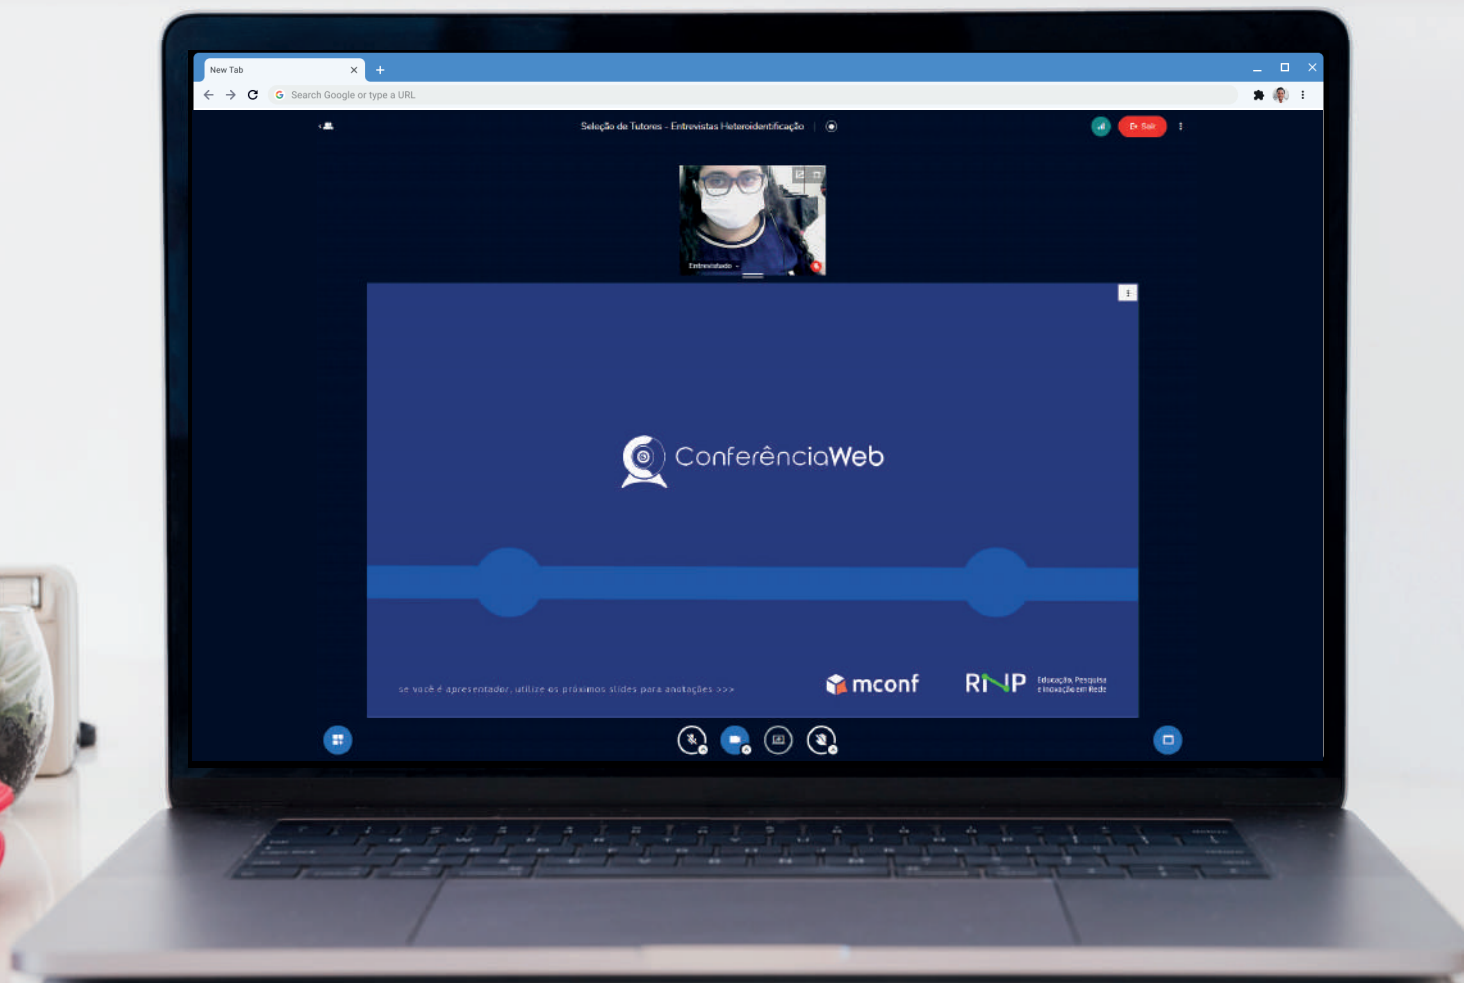 New Tab
Search Google or type a URL
Seleção de Tutores - Entrevistas Heteroidentificação
Sair
Entrevistado
ConferênciaWeb
se você é apresentador, utilize os próximos slides para anotações >>>
mconf
RNP
Educação, Pesquisa
e Inovação em Rede